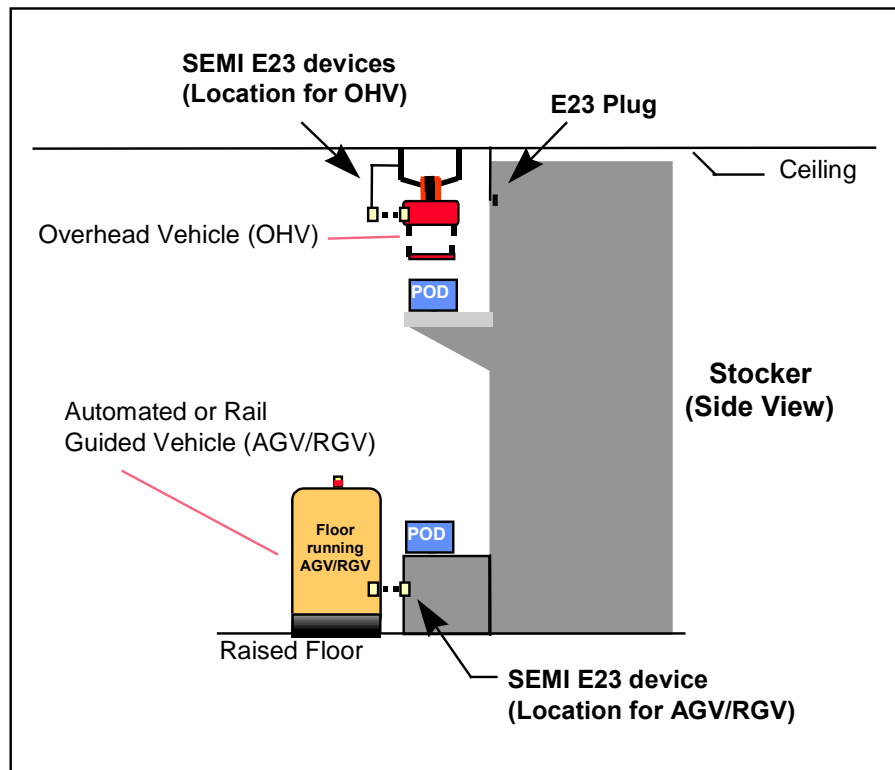 SEMI E23 devices
(Location for OHV)
E23 Plug
Ceiling
Overhead Vehicle (OHV)
POD
Stocker
(Side View)
Automated or Rail
Guided Vehicle (AGV/RGV)
Floor
running
AGV/RGV
POD
Raised Floor
SEMI E23 device
(Location for AGV/RGV)